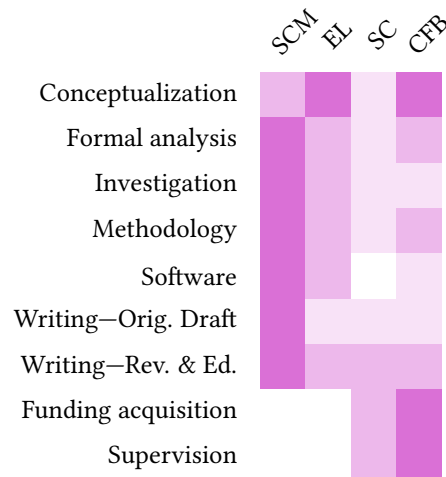 SCM EL SC CFB
Conceptualization
Formal analysis
Investigation
Methodology
Software
Writing—Orig. Draft
Writing—Rev. & Ed.
Funding acquisition
Supervision